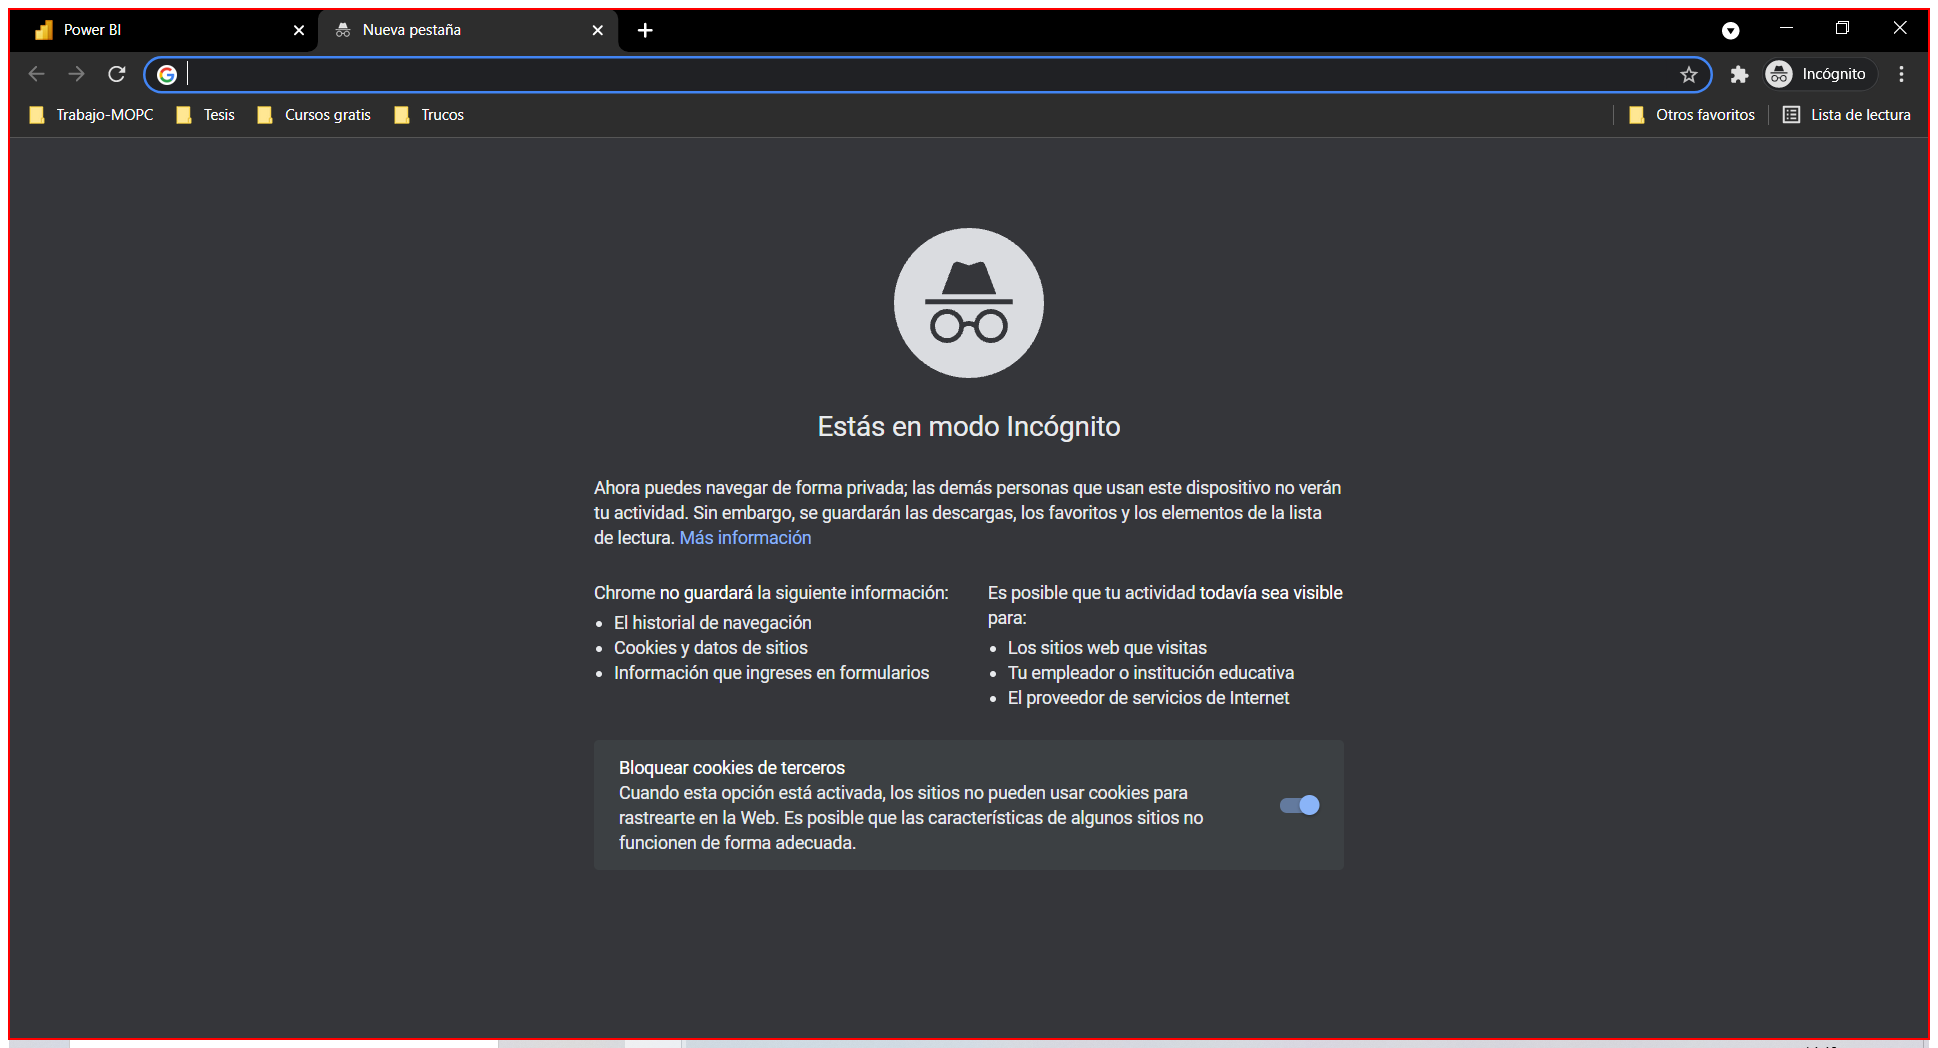 Power BI
Nueva pestaña
Incógnito
Trabajo-MOPC
Tesis
Cursos gratis
Trucos
Otros favoritos
Lista de lectura
Estás en modo Incógnito
Ahora puedes navegar de forma privada; las demás personas que usan este dispositivo no verán
tu actividad. Sin embargo, se guardarán las descargas, los favoritos y los elementos de la lista
de lectura. Más información
Chrome no guardará la siguiente información:
El historial de navegación
Cookies y datos de sitios
Información que ingreses en formularios
Es posible que tu actividad todavía sea visible
para:
Los sitios web que visitas
Tu empleador o institución educativa
El proveedor de servicios de Internet
Bloquear cookies de terceros
Cuando esta opción está activada, los sitios no pueden usar cookies para
rastrearte en la Web. Es posible que las características de algunos sitios no
funcionen de forma adecuada.